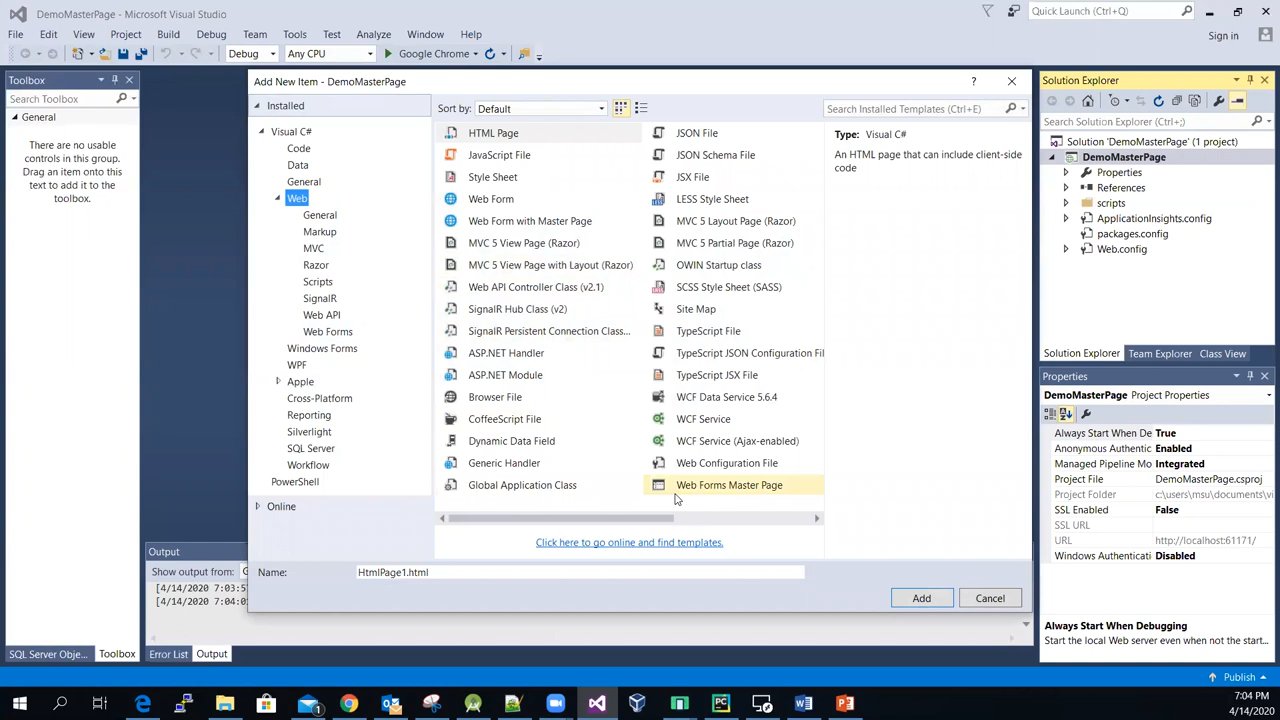 DemoMasterPage - Microsoft Visual Studio
Quick Launch (Ctrl+Q)
File Edit View Project Build Debug Team Tools Test Analyze Window Help
Sign in
Debug Any CPU Google Chrome
Toolbox
Search Toolbox
General
There are no usable
controls in this group.
Drag an item onto this
text to add it to the
toolbox.
SQL Server Obje... Toolbox
Add New Item - DemoMasterPage
?
Installed
Visual C#
Code
Data
General
Web
General
Markup
MVC
Razor
Scripts
SignalR
Web API
Web Forms
Windows Forms
WPF
Apple
Cross-Platform
Reporting
Silverlight
SQL Server
Workflow
PowerShell
Online
Sort by: Default
Search Installed Templates (Ctrl+E)
HTML Page
JavaScript File
Style Sheet
Web Form
Web Form with Master Page
MVC 5 View Page (Razor)
MVC 5 View Page with Layout (Razor)
Web API Controller Class (v2.1)
SignalR Hub Class (v2)
SignalR Persistent Connection Class...
ASP.NET Handler
ASP.NET Module
Browser File
CoffeeScript File
Dynamic Data Field
Generic Handler
Global Application Class
JSON File
JSON Schema File
JSX File
LESS Style Sheet
MVC 5 Layout Page (Razor)
MVC 5 Partial Page (Razor)
OWIN Startup class
SCSS Style Sheet (SASS)
Site Map
TypeScript File
TypeScript JSON Configuration Fi
TypeScript JSX File
WCF Data Service 5.6.4
WCF Service
WCF Service (Ajax-enabled)
Web Configuration File
Web Forms Master Page
Type: Visual C#
An HTML page that can include client-side
code
Click here to go online and find templates.
Name: HtmlPage1.html
Add Cancel
Output
Show output from:
[4/14/2020 7:03:5
[4/14/2020 7:04:0
Error List Output
Solution Explorer
Search Solution Explorer (Ctrl+;)
Solution 'DemoMasterPage' (1 project)
DemoMasterPage
Properties
References
scripts
ApplicationInsights.config
packages.config
Web.config
Solution Explorer Team Explorer Class View
Properties
DemoMasterPage Project Properties
Always Start When De True
Anonymous Authentic Enabled
Managed Pipeline Mo Integrated
Project File DemoMasterPage.csproj
Project Folder c:\users\msu\documents\vi
SSL Enabled False
SSL URL
URL http://localhost:61171/
Windows Authenticati Disabled
Always Start When Debugging
Start the local Web server even when not the start...
Publish
7:04 PM
4/14/2020